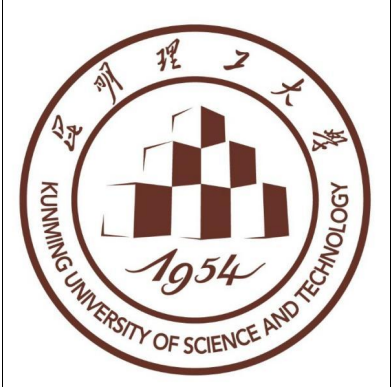 昆明理工大学
1954
KUNMING UNIVERSITY OF SCIENCE AND TECHNOLOGY